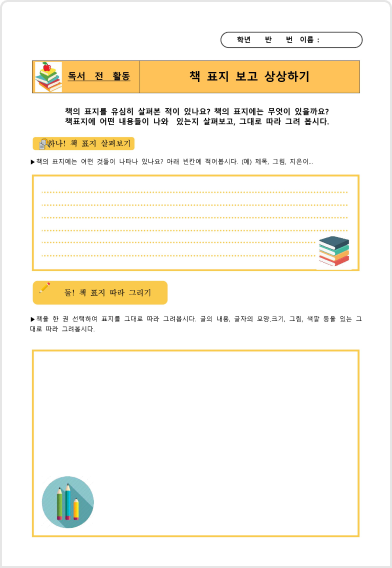 학년 반 번 이름 :
독서 전 활동
책 표지 보고 상상하기
책의 표지를 유심히 살펴본 적이 있나요? 책의 표지에는 무엇이 있을까요?
책표지에 어떤 내용들이 나와 있는지 살펴보고, 그대로 따라 그려 봅시다.
하나! 책 표지 살펴보기
▶책의 표지에는 어떤 것들이 나타나 있나요? 아래 빈칸에 적어봅시다. (예) 제목, 그림, 지은이...
둘! 책 표지 따라 그리기
▶책을 한 권 선택하여 표지를 그대로 따라 그려봅시다. 글의 내용, 글자의 모양,크기, 그림, 색깔 등을 있는 그
대로 따라 그려봅시다.